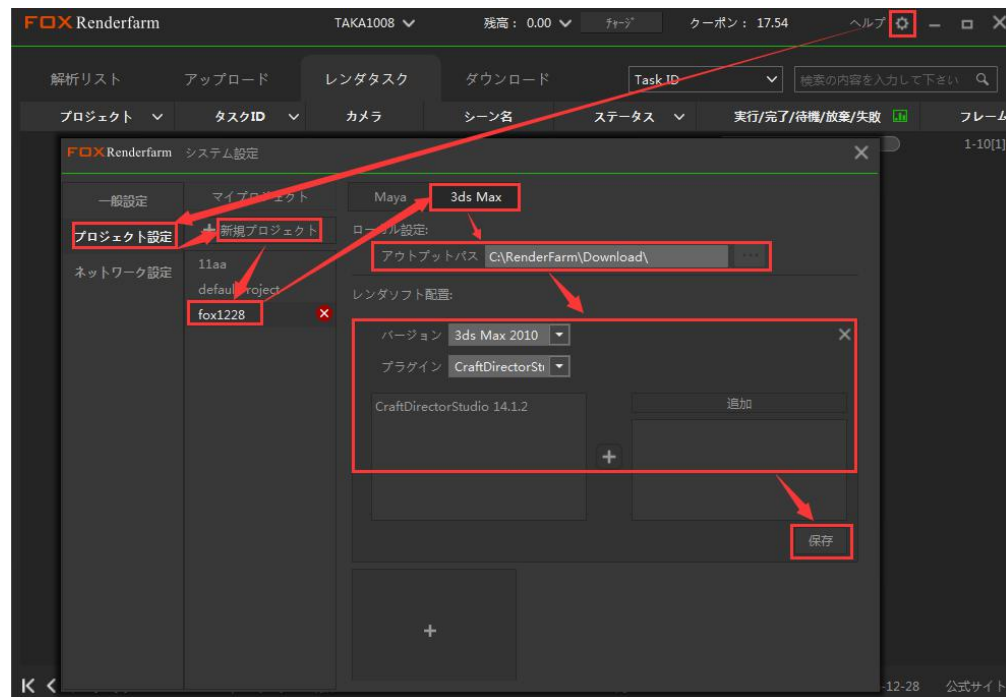 FOX Renderfarm TAKA1008 残高： 0.00 ﾁｬｰｼﾞ クーポン： 17.54 ヘルプ
解析リスト アップロード レンダタスク ダウンロード Task ID 検索の内容を入力して下さい
プロジェクト タスクID カメラ シーン名 ステータス 実行/完了/待機/放棄/失敗 フレーム
1-10[1]
FOX Renderfarm システム設定
一般設定
プロジェクト設定
ネットワーク設定
マイプロジェクト
新規プロジェクト
11aa
defaultProject
fox1228
Maya 3ds Max
ローカル設定:
アウトプットパス C:\RenderFarm\Download\ ...
レンダソフト配置:
バージョン 3ds Max 2010
プラグイン CraftDirectorStu
CraftDirectorStudio 14.1.2
追加
保存
-12-28 公式サイト